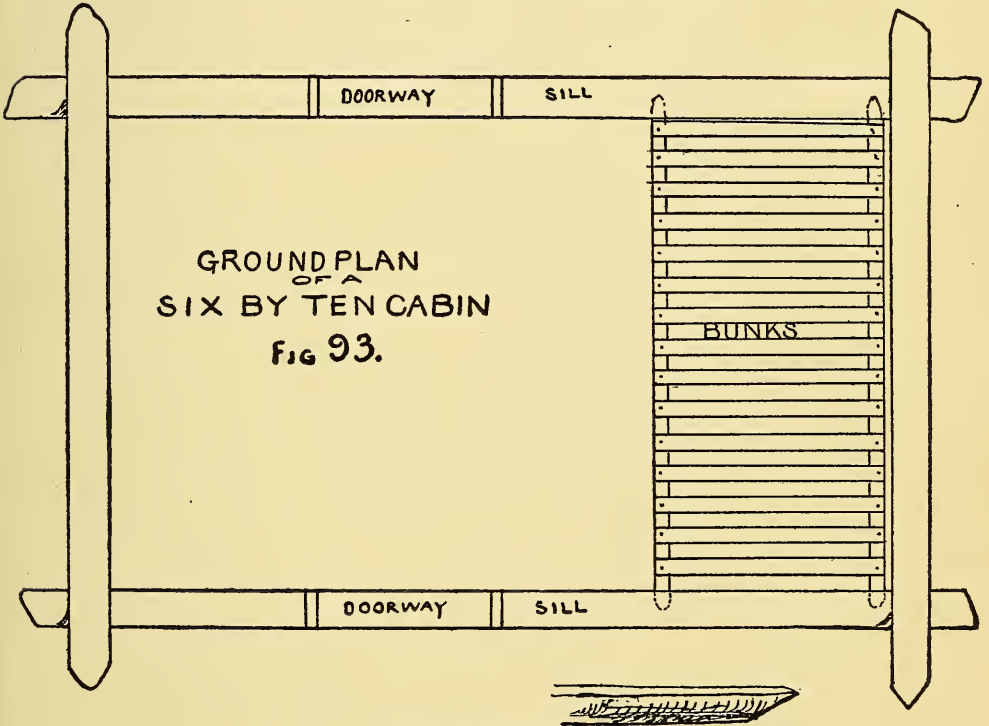 DOORWAY SILL
GROUND PLAN
OF A
SIX BY TEN CABIN
FIG 93.
BUNKS
DOORWAY SILL